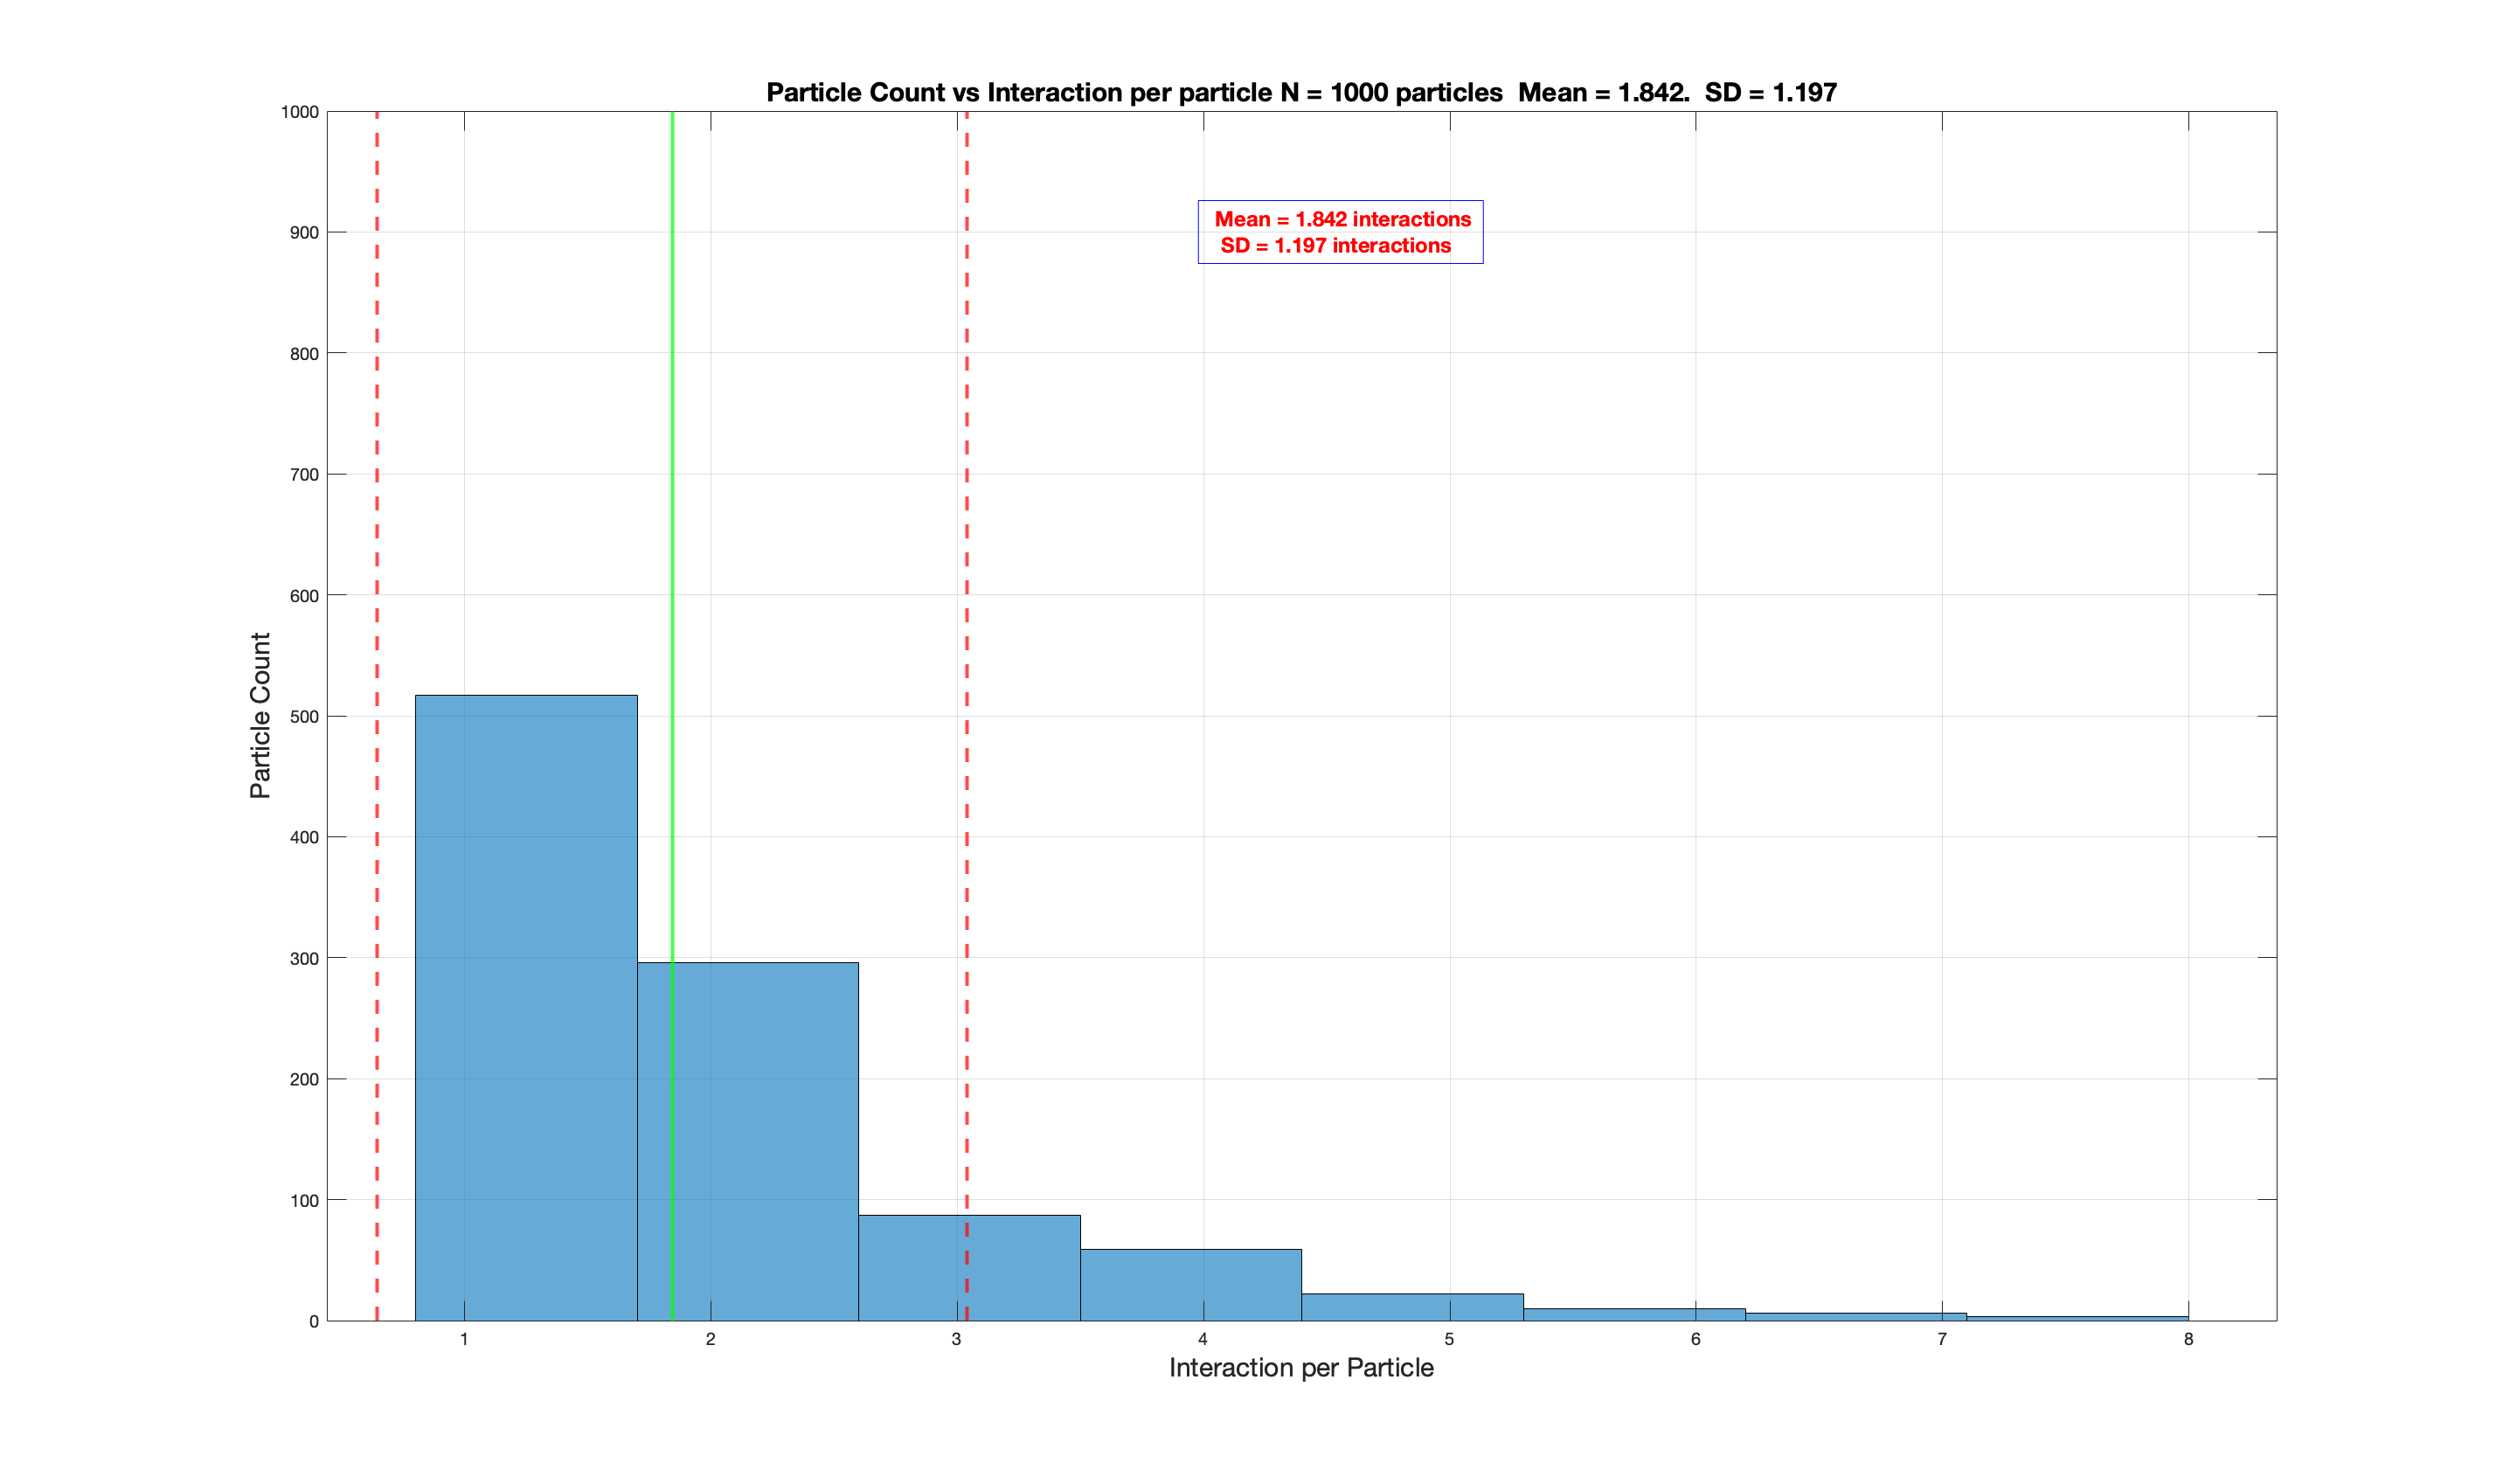 Particle Count vs Interaction per particle N = 1000 particles  Mean = 1.842.  SD = 1.197
1000
900
800
700
600
500
400
300
200
100
0
Particle Count
Mean = 1.842 interactions
SD = 1.197 interactions
1 2 3 4 5 6 7 8
Interaction per Particle